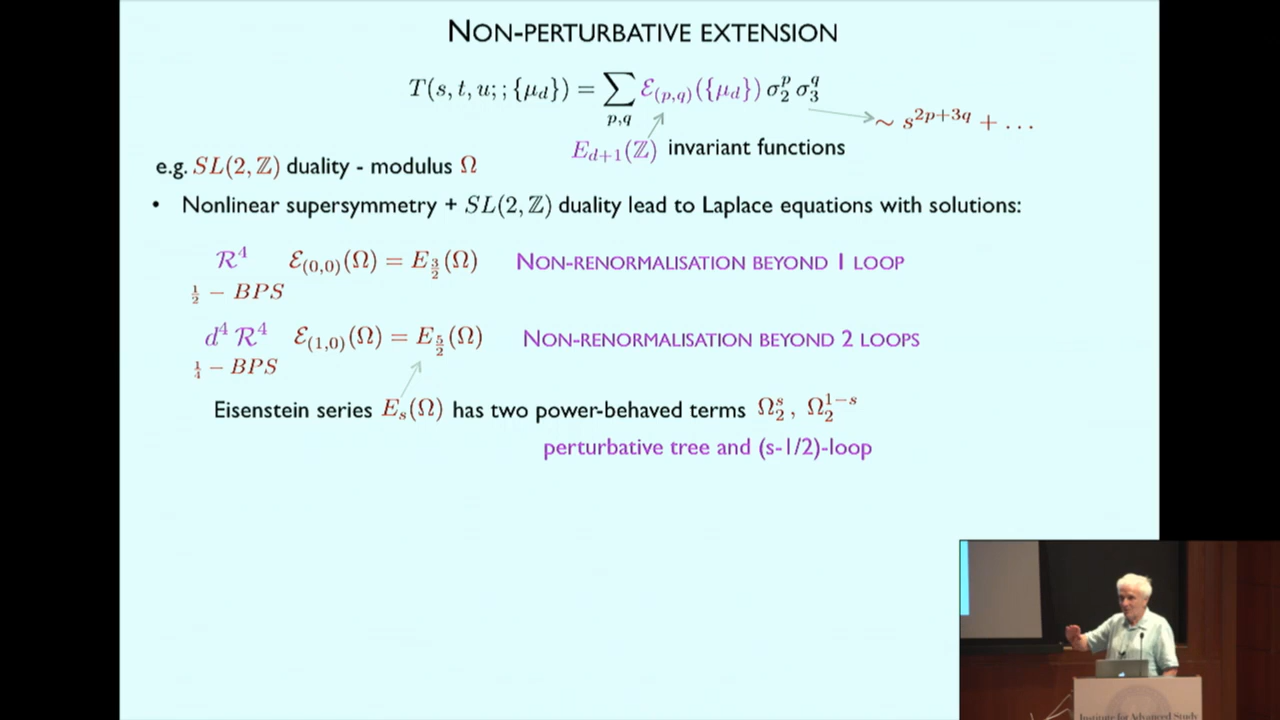 NON-PERTURBATIVE EXTENSION
T(s, t, u; ; {μ_d}) = ∑_{p,q} ℰ_{(p,q)}({μ_d}) σ_2^p σ_3^q
∼ s^{2p+3q} + ...
E_{d+1}(ℤ) invariant functions
e.g. SL(2, ℤ) duality - modulus Ω
• Nonlinear supersymmetry + SL(2, ℤ) duality lead to Laplace equations with solutions:
ℛ^4 ℰ_{(0,0)}(Ω) = E_{3/2}(Ω) NON-RENORMALISATION BEYOND 1 LOOP
1/2 − BPS
d^4 ℛ^4 ℰ_{(1,0)}(Ω) = E_{5/2}(Ω) NON-RENORMALISATION BEYOND 2 LOOPS
1/4 − BPS
Eisenstein series E_s(Ω) has two power-behaved terms Ω_2^s, Ω_2^{1−s}
perturbative tree and (s-1/2)-loop
Institute for Advanced Study